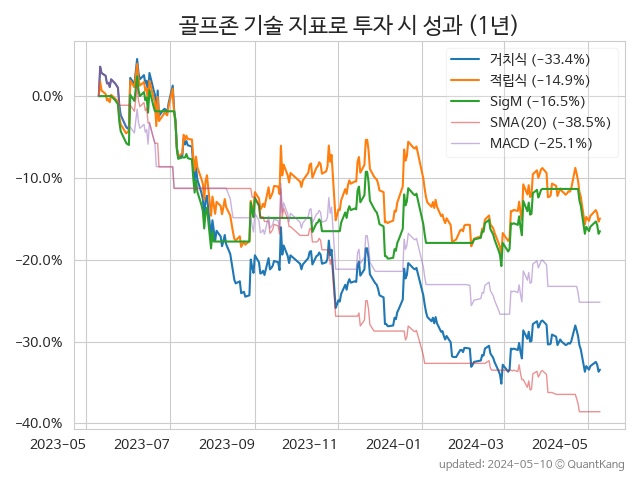 골프존 기술 지표로 투자 시 성과 (1년)
거치식 (−33.4%)
적립식 (−14.9%)
SigM (−16.5%)
SMA(20) (−38.5%)
MACD (−25.1%)
0.0%
−10.0%
−20.0%
−30.0%
−40.0%
2023-05 2023-07 2023-09 2023-11 2024-01 2024-03 2024-05
updated: 2024-05-10 ⓒ QuantKang